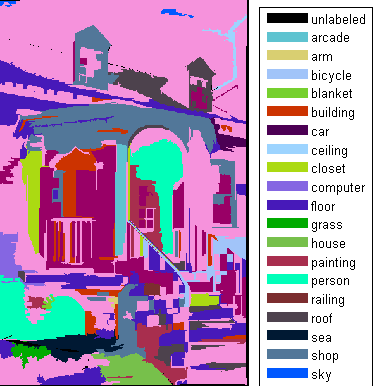 unlabeled
arcade
arm
bicycle
blanket
building
car
ceiling
closet
computer
floor
grass
house
painting
person
railing
roof
sea
shop
sky